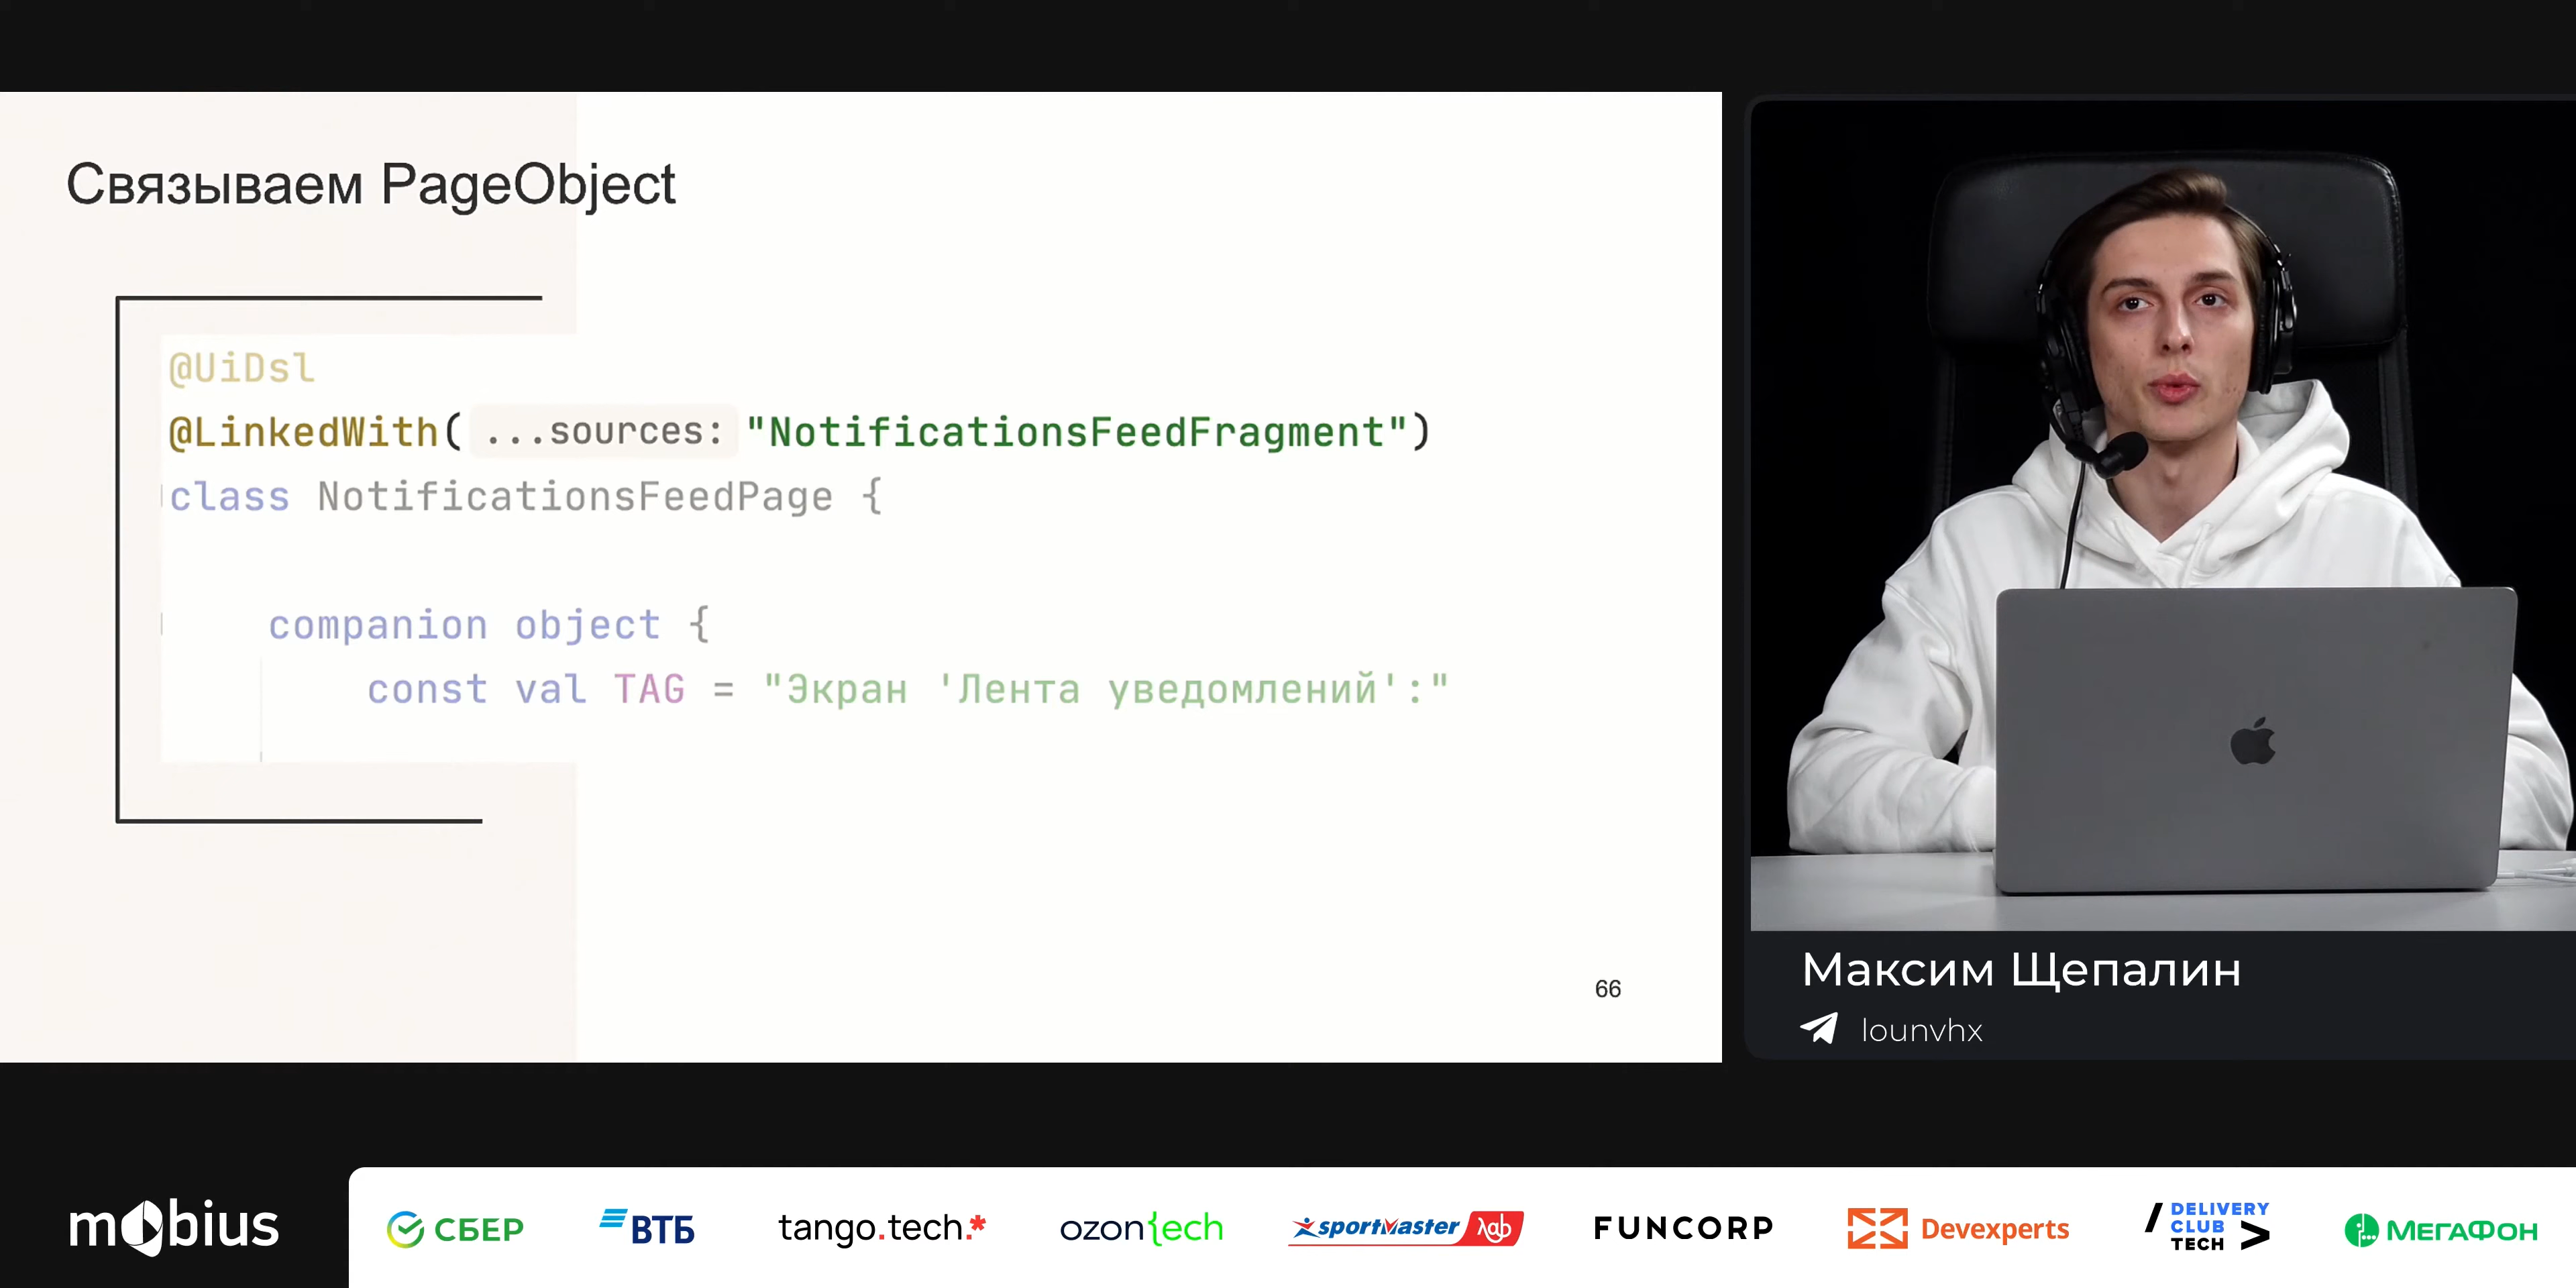 Связываем PageObject
@UiDsl
@LinkedWith( ...sources: "NotificationsFeedFragment")
class NotificationsFeedPage {
companion object {
const val TAG = "Экран 'Лента уведомлений':"
66
Максим Щепалин
lounvhx
mobius
СБЕР
ВТБ
tango.tech.*
ozon{ech
sportmaster lab
FUNCORP
Devexperts
/ DELIVERY
CLUB
TECH >
МЕГАФОН